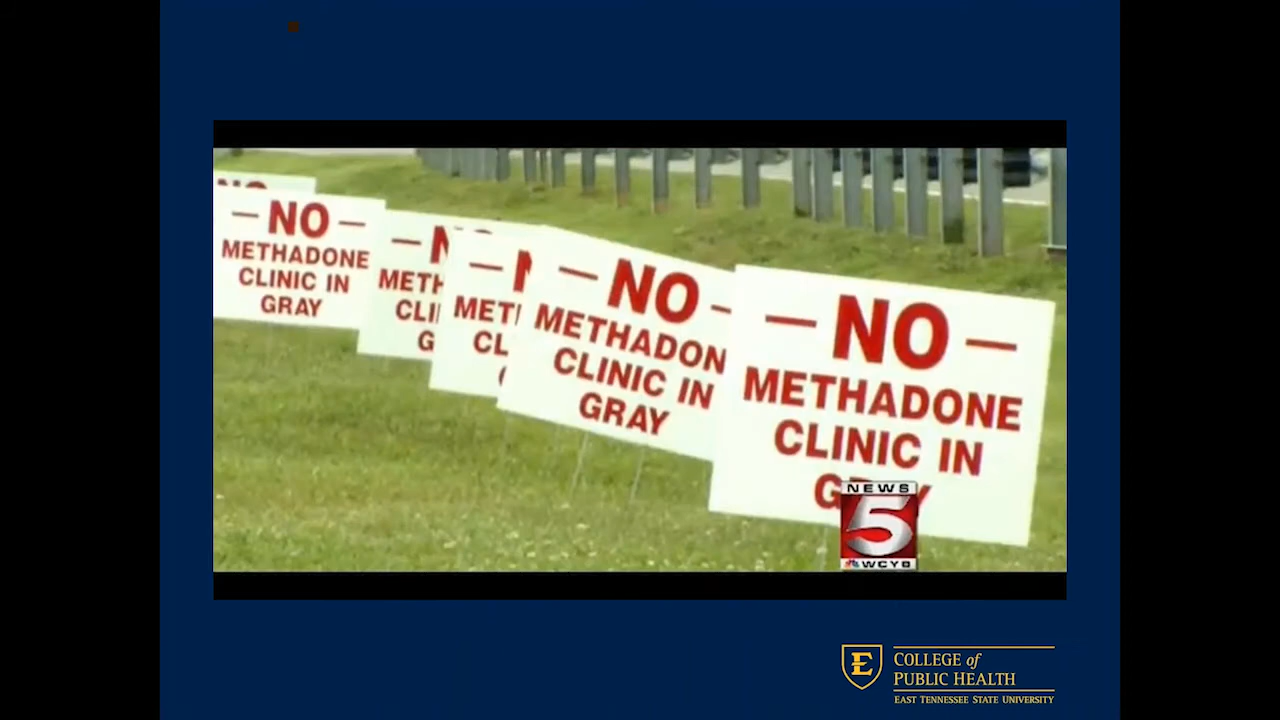 NO
– NO –
METHADONE
CLINIC IN
GRAY
– NO –
METHADON
CLINIC IN
GRAY
– NO –
METHADONE
CLINIC IN
NEWS
5
WCYB
E
COLLEGE of
PUBLIC HEALTH
EAST TENNESSEE STATE UNIVERSITY